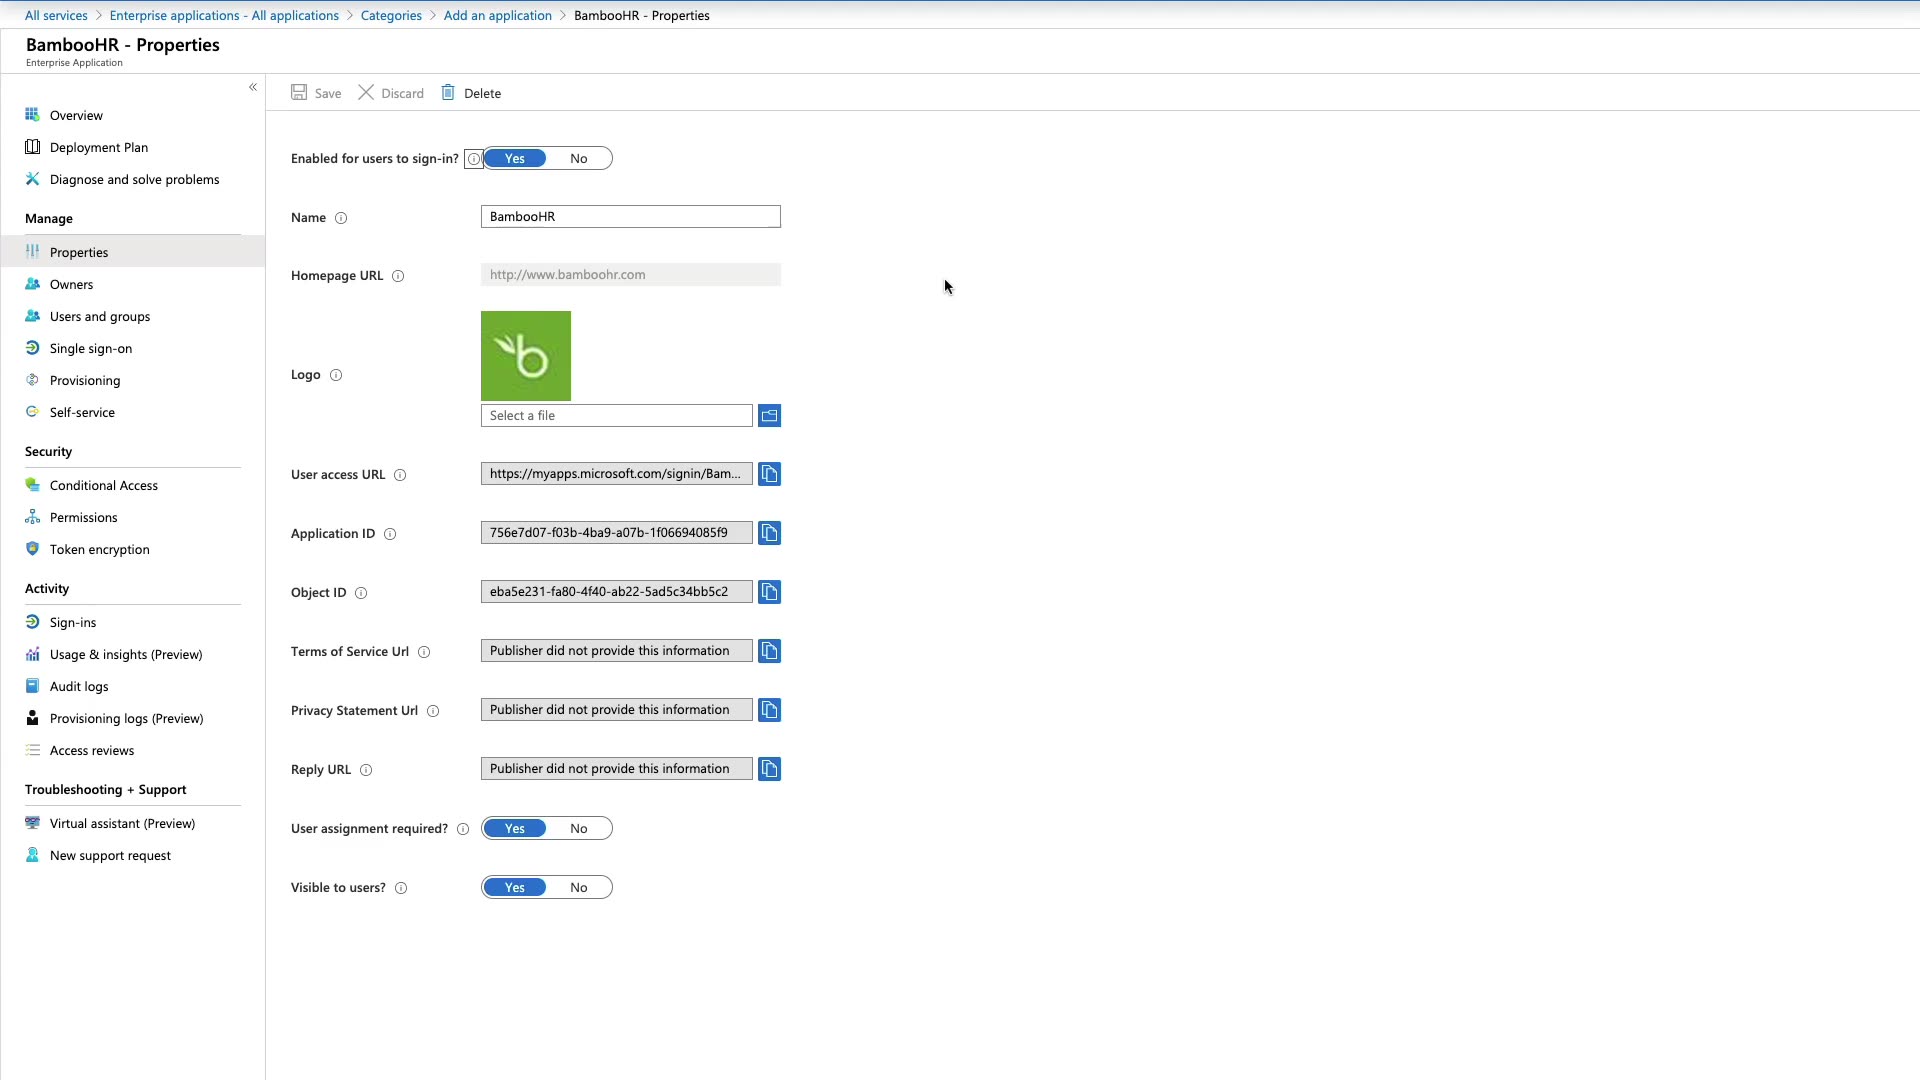 All services > Enterprise applications - All applications > Categories > Add an application > BambooHR - Properties
BambooHR - Properties
Enterprise Application
«
Overview
Deployment Plan
Diagnose and solve problems
Manage
Properties
Owners
Users and groups
Single sign-on
Provisioning
Self-service
Security
Conditional Access
Permissions
Token encryption
Activity
Sign-ins
Usage & insights (Preview)
Audit logs
Provisioning logs (Preview)
Access reviews
Troubleshooting + Support
Virtual assistant (Preview)
New support request
Save Discard Delete
Enabled for users to sign-in? Yes No
Name BambooHR
Homepage URL http://www.bamboohr.com
Logo
b
Select a file
User access URL https://myapps.microsoft.com/signin/Bam...
Application ID 756e7d07-f03b-4ba9-a07b-1f06694085f9
Object ID eba5e231-fa80-4f40-ab22-5ad5c34bb5c2
Terms of Service Url Publisher did not provide this information
Privacy Statement Url Publisher did not provide this information
Reply URL Publisher did not provide this information
User assignment required? Yes No
Visible to users? Yes No